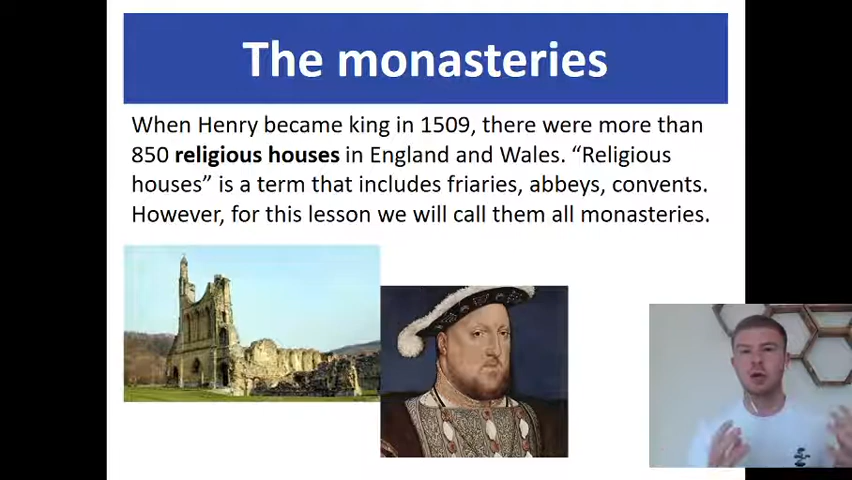 The monasteries
When Henry became king in 1509, there were more than
850 religious houses in England and Wales. “Religious
houses” is a term that includes friaries, abbeys, convents.
However, for this lesson we will call them all monasteries.